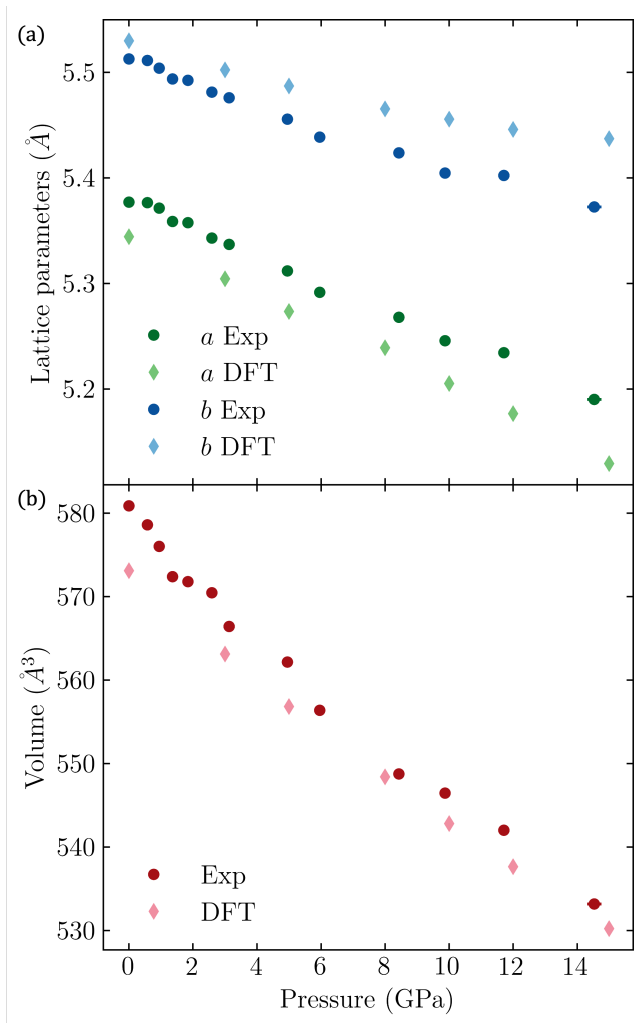 (a)
5.5
5.4
5.3
5.2
Lattice parameters (Å)
a Exp
a DFT
b Exp
b DFT
(b)
580
570
560
550
540
530
Volume (Å³)
Exp
DFT
0 2 4 6 8 10 12 14
Pressure (GPa)